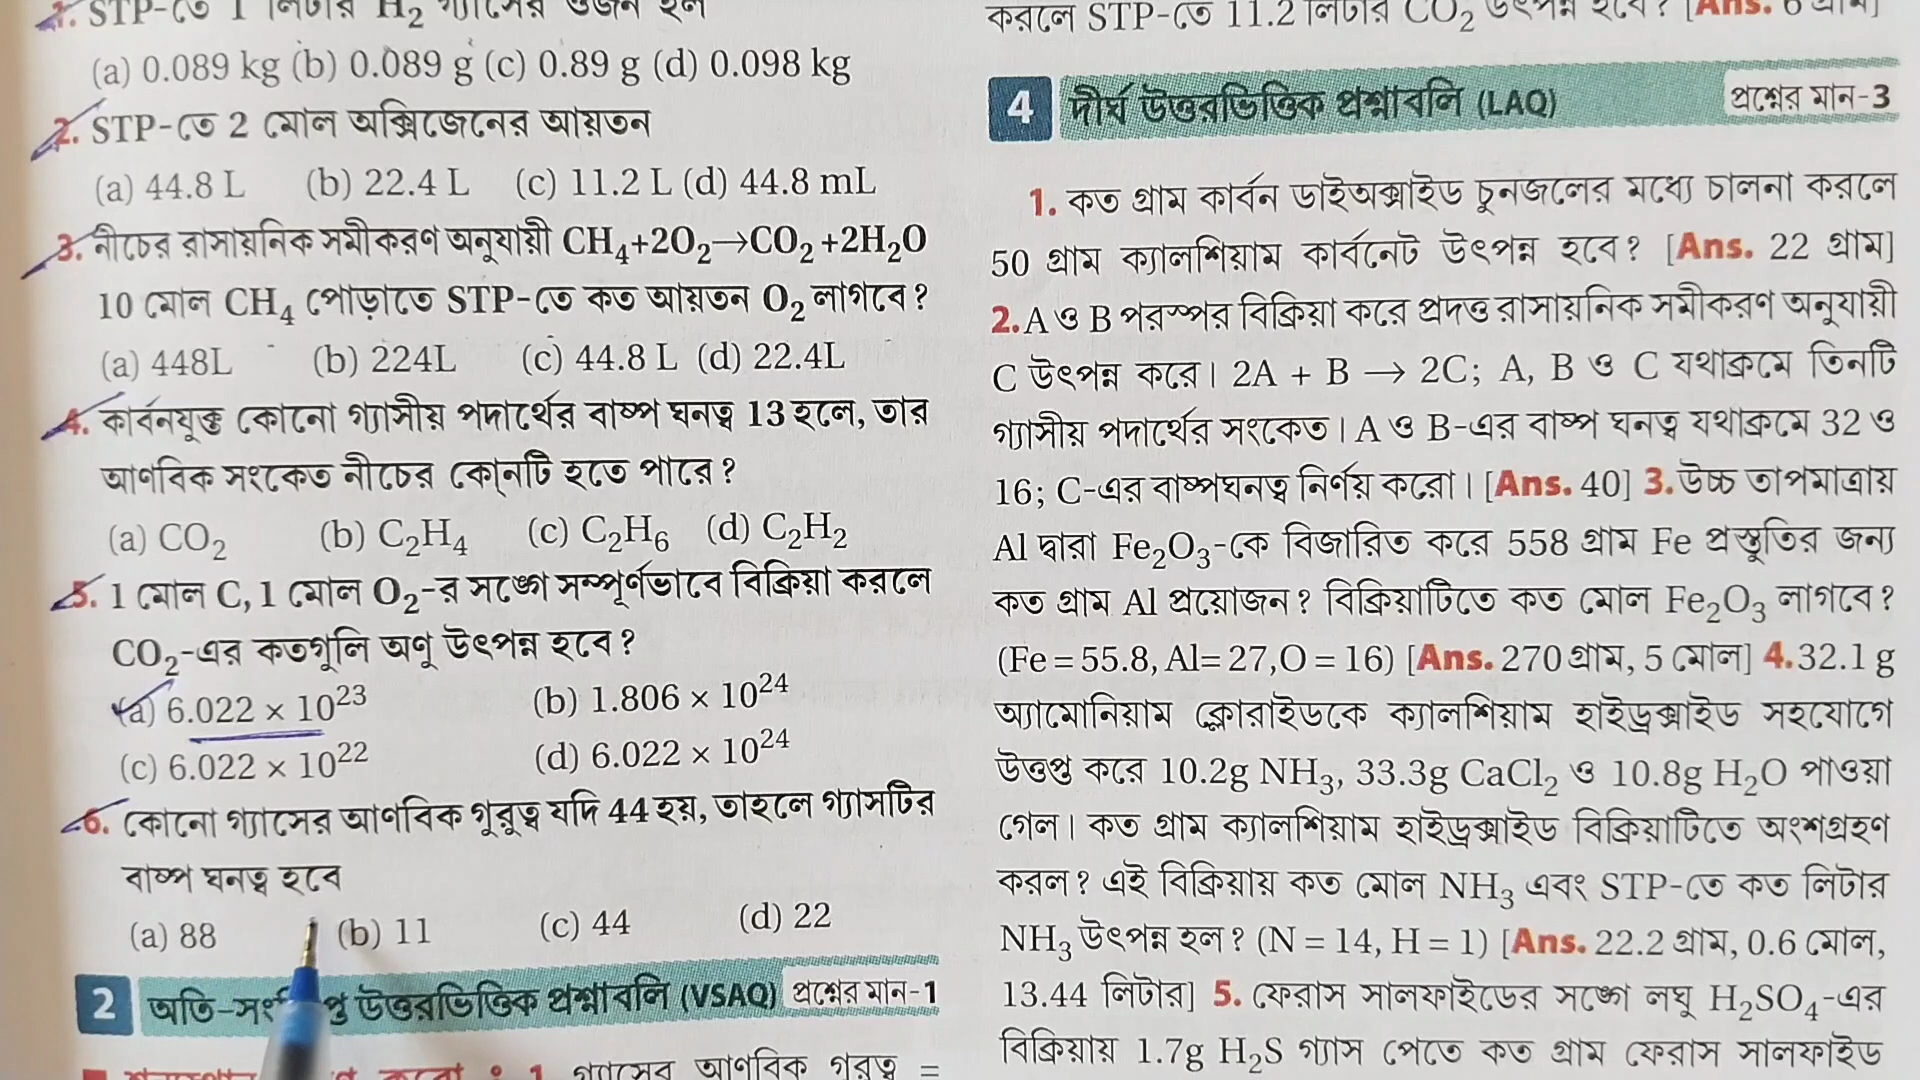 1. STP-তে 1 লিটার H2 গ্যাসের ওজন হল
(a) 0.089 kg (b) 0.089 g (c) 0.89 g (d) 0.098 kg
2. STP-তে 2 মোল অক্সিজেনের আয়তন
(a) 44.8 L (b) 22.4 L (c) 11.2 L (d) 44.8 mL
3. নীচের রাসায়নিক সমীকরণ অনুযায়ী CH4+2O2→CO2+2H2O
10 মোল CH4 পোড়াতে STP-তে কত আয়তন O2 লাগবে?
(a) 448L (b) 224L (c) 44.8 L (d) 22.4L
4. কার্বনযুক্ত কোনো গ্যাসীয় পদার্থের বাষ্প ঘনত্ব 13 হলে, তার
আণবিক সংকেত নীচের কোন্‌টি হতে পারে?
(a) CO2 (b) C2H4 (c) C2H6 (d) C2H2
5. 1 মোল C, 1 মোল O2-র সঙ্গে সম্পূর্ণভাবে বিক্রিয়া করলে
CO2-এর কতগুলি অণু উৎপন্ন হবে?
(a) 6.022 × 10^23 (b) 1.806 × 10^24
(c) 6.022 × 10^22 (d) 6.022 × 10^24
6. কোনো গ্যাসের আণবিক গুরুত্ব যদি 44 হয়, তাহলে গ্যাসটির
বাষ্প ঘনত্ব হবে
(a) 88 (b) 11 (c) 44 (d) 22
2 উত্তরভিত্তিক প্রশ্নাবলি (VSAQ) প্রশ্নের মান-1
1. গ্যাসের আণবিক গুরুত্ব =
করলে STP-তে 11.2 লিটার CO2 উৎপন্ন হবে? [Ans. 6 গ্রাম]
4 দীর্ঘ উত্তরভিত্তিক প্রশ্নাবলি (LAQ) প্রশ্নের মান-3
1. কত গ্রাম কার্বন ডাইঅক্সাইড চুনজলের মধ্যে চালনা করলে
50 গ্রাম ক্যালশিয়াম কার্বনেট উৎপন্ন হবে? [Ans. 22 গ্রাম]
2. A ও B পরস্পর বিক্রিয়া করে প্রদত্ত রাসায়নিক সমীকরণ অনুযায়ী
C উৎপন্ন করে। 2A + B → 2C; A, B ও C যথাক্রমে তিনটি
গ্যাসীয় পদার্থের সংকেত। A ও B-এর বাষ্প ঘনত্ব যথাক্রমে 32 ও
16; C-এর বাষ্পঘনত্ব নির্ণয় করো। [Ans. 40] 3. উচ্চ তাপমাত্রায়
Al দ্বারা Fe2O3-কে বিজারিত করে 558 গ্রাম Fe প্রস্তুতির জন্য
কত গ্রাম Al প্রয়োজন? বিক্রিয়াটিতে কত মোল Fe2O3 লাগবে?
(Fe = 55.8, Al= 27,O = 16) [Ans. 270 গ্রাম, 5 মোল] 4. 32.1 g
অ্যামোনিয়াম ক্লোরাইডকে ক্যালশিয়াম হাইড্রক্সাইড সহযোগে
উত্তপ্ত করে 10.2g NH3, 33.3g CaCl2 ও 10.8g H2O পাওয়া
গেল। কত গ্রাম ক্যালশিয়াম হাইড্রক্সাইড বিক্রিয়াটিতে অংশগ্রহণ
করল? এই বিক্রিয়ায় কত মোল NH3 এবং STP-তে কত লিটার
NH3 উৎপন্ন হল? (N = 14, H = 1) [Ans. 22.2 গ্রাম, 0.6 মোল,
13.44 লিটার] 5. ফেরাস সালফাইডের সঙ্গে লঘু H2SO4-এর
বিক্রিয়ায় 1.7g H2S গ্যাস পেতে কত গ্রাম ফেরাস সালফাইড